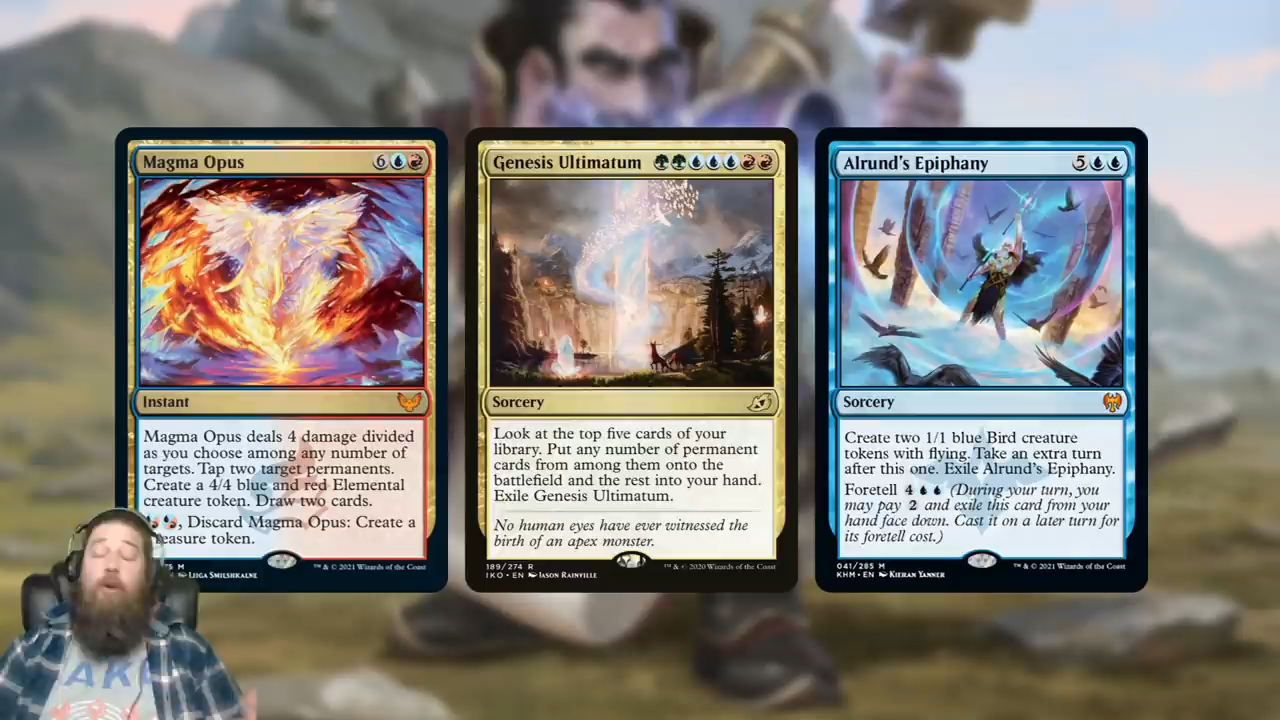 Magma Opus 6
Instant
Magma Opus deals 4 damage divided
as you choose among any number of
targets. Tap two target permanents.
Create a 4/4 blue and red Elemental
creature token. Draw two cards.
, Discard Magma Opus: Create a
treasure token.
M
LIIGA SMILSHKALNE
™ & © 2021 Wizards of the Coast
Genesis Ultimatum
Sorcery
Look at the top five cards of your
library. Put any number of permanent
cards from among them onto the
battlefield and the rest into your hand.
Exile Genesis Ultimatum.
No human eyes have ever witnessed the
birth of an apex monster.
189/274 R
IKO • EN JASON RAINVILLE
™ & © 2020 Wizards of the Coast
Alrund's Epiphany 5
Sorcery
Create two 1/1 blue Bird creature
tokens with flying. Take an extra turn
after this one. Exile Alrund's Epiphany.
Foretell 4 (During your turn, you
may pay 2 and exile this card from your
hand face down. Cast it on a later turn for
its foretell cost.)
041/285 M
KHM • EN KIERAN YANNER
™ & © 2021 Wizards of the Coast